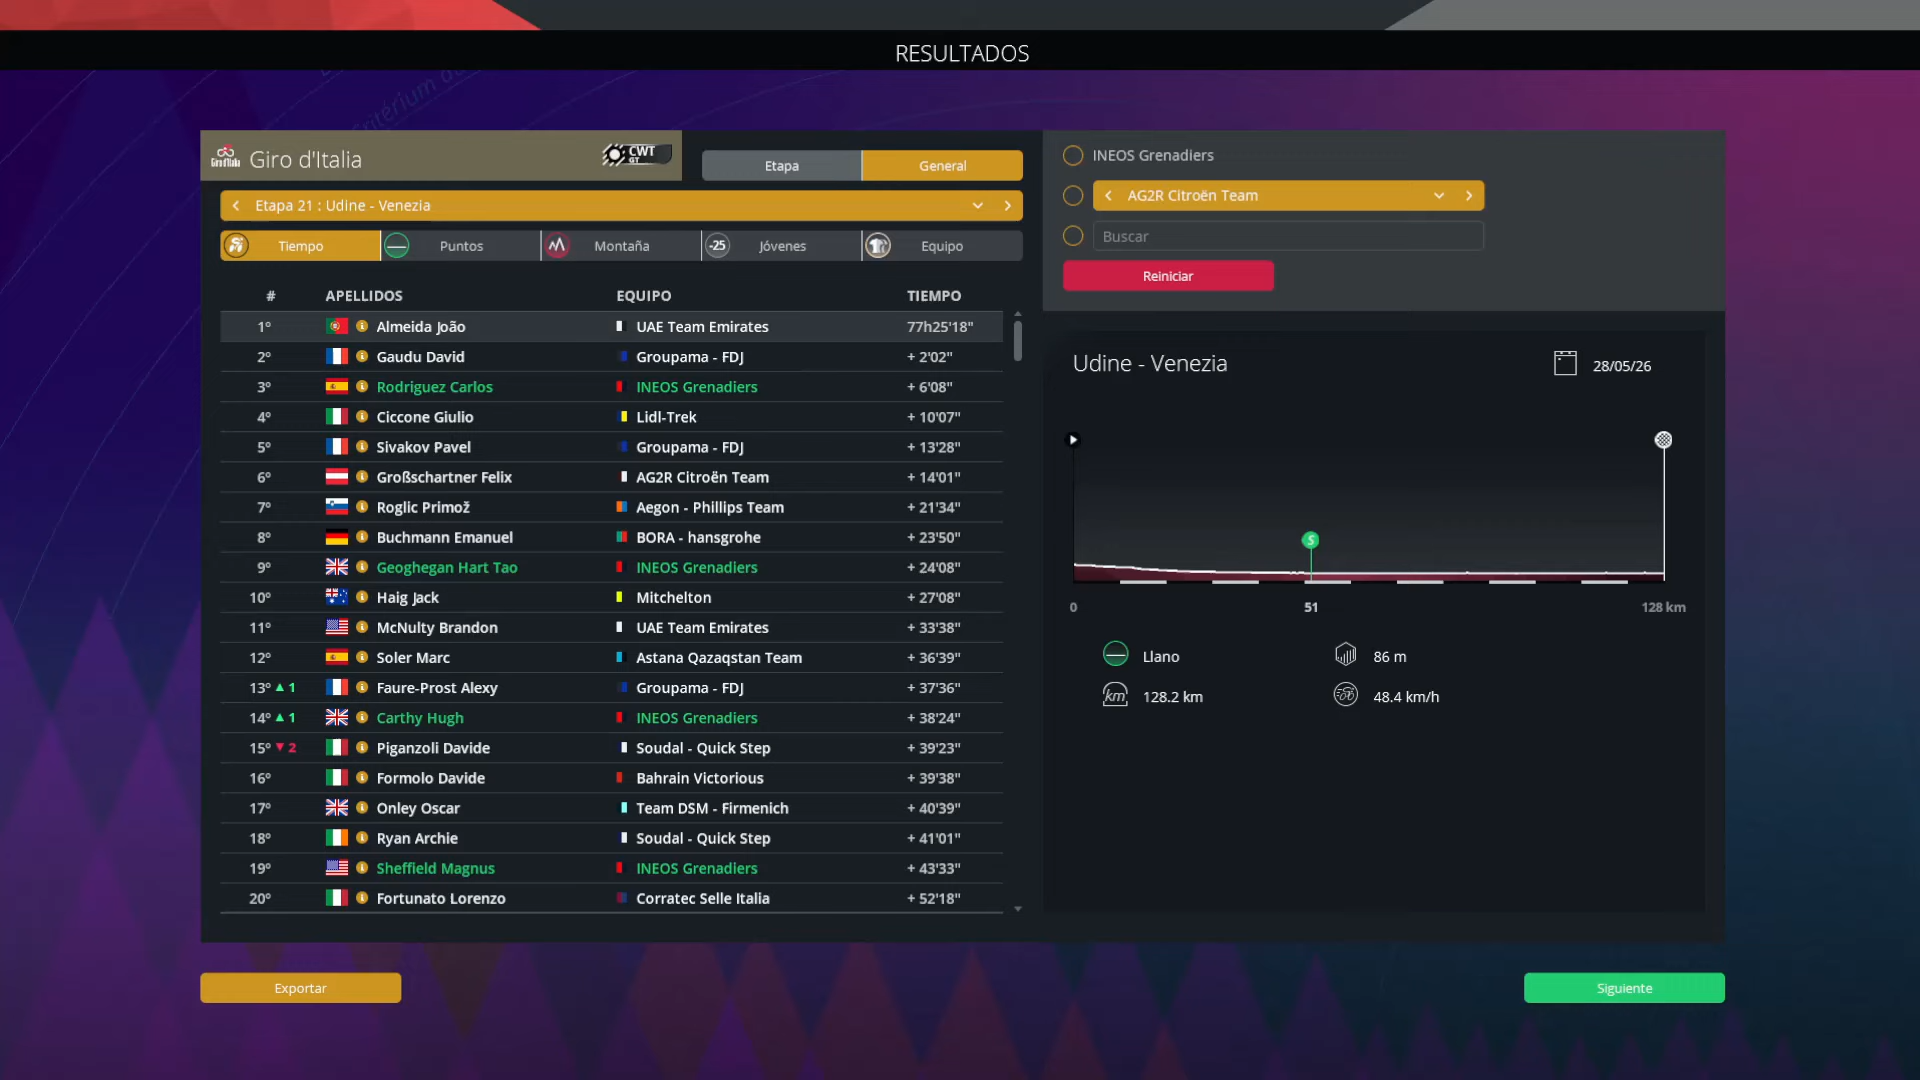 RESULTADOS
Giro d'Italia
Giro d'Italia
CWT
GT
Etapa
General
Etapa 21 : Udine - Venezia
Tiempo
Puntos
Montaña
-25
Jóvenes
Equipo
# APELLIDOS EQUIPO TIEMPO
1º Almeida João UAE Team Emirates 77h25'18"
2º Gaudu David Groupama - FDJ + 2'02"
3º Rodriguez Carlos INEOS Grenadiers + 6'08"
4º Ciccone Giulio Lidl-Trek + 10'07"
5º Sivakov Pavel Groupama - FDJ + 13'28"
6º Großschartner Felix AG2R Citroën Team + 14'01"
7º Roglic Primož Aegon - Phillips Team + 21'34"
8º Buchmann Emanuel BORA - hansgrohe + 23'50"
9º Geoghegan Hart Tao INEOS Grenadiers + 24'08"
10º Haig Jack Mitchelton + 27'08"
11º McNulty Brandon UAE Team Emirates + 33'38"
12º Soler Marc Astana Qazaqstan Team + 36'39"
13º ▲ 1 Faure-Prost Alexy Groupama - FDJ + 37'36"
14º ▲ 1 Carthy Hugh INEOS Grenadiers + 38'24"
15º ▼ 2 Piganzoli Davide Soudal - Quick Step + 39'23"
16º Formolo Davide Bahrain Victorious + 39'38"
17º Onley Oscar Team DSM - Firmenich + 40'39"
18º Ryan Archie Soudal - Quick Step + 41'01"
19º Sheffield Magnus INEOS Grenadiers + 43'33"
20º Fortunato Lorenzo Corratec Selle Italia + 52'18"
INEOS Grenadiers
AG2R Citroën Team
Buscar
Reiniciar
Udine - Venezia
28/05/26
S
0 51 128 km
Llano
86 m
km
128.2 km
48.4 km/h
Exportar
Siguiente